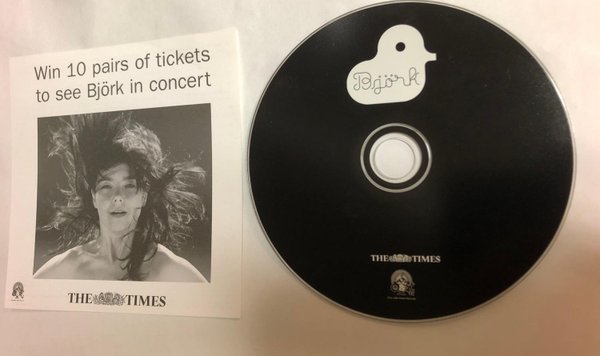 Win 10 pairs of tickets
to see Björk in concert
THE TIMES
Björk
THE TIMES